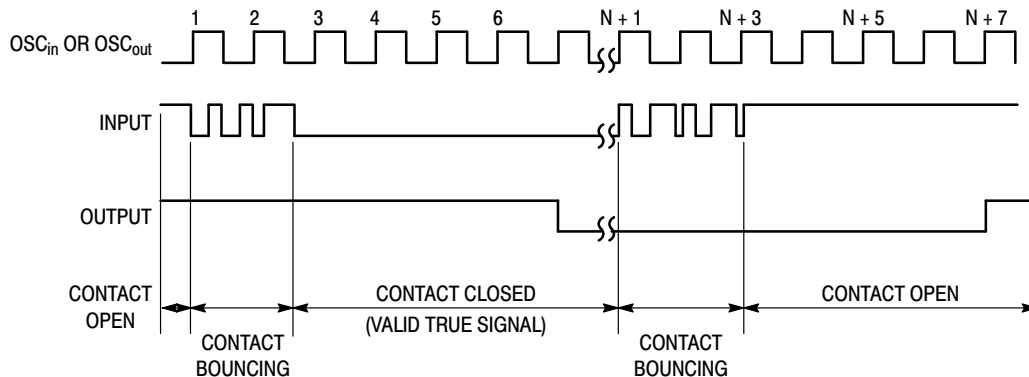 1 2 3 4 5 6 N + 1 N + 3 N + 5 N + 7
OSCin OR OSCout
INPUT
OUTPUT
CONTACT OPEN
CONTACT BOUNCING
CONTACT CLOSED
(VALID TRUE SIGNAL)
CONTACT BOUNCING
CONTACT OPEN